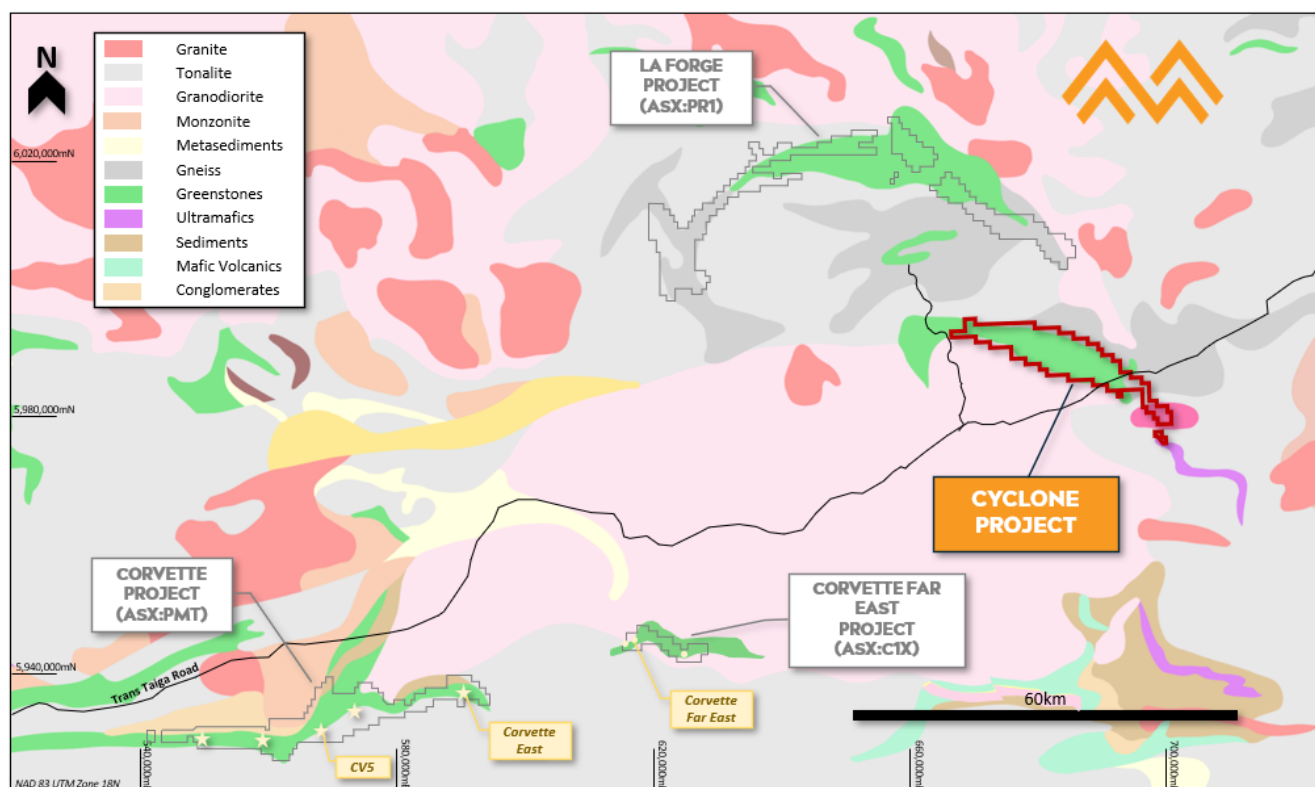 N
Granite
Tonalite
Granodiorite
Monzonite
Metasediments
Gneiss
Greenstones
Ultramafics
Sediments
Mafic Volcanics
Conglomerates
LA FORGE
PROJECT
(ASX:PR1)
6,020,000mN
5,980,000mN
CYCLONE
PROJECT
CORVETTE
PROJECT
(ASX:PMT)
CORVETTE FAR
EAST
PROJECT
(ASX:C1X)
5,940,000mN
Trans Taiga Road
Corvette
Far East
60km
Corvette
East
CV5
540,000mE
580,000mE
620,000mE
660,000mE
700,000mE
NAD 83 UTM Zone 18N